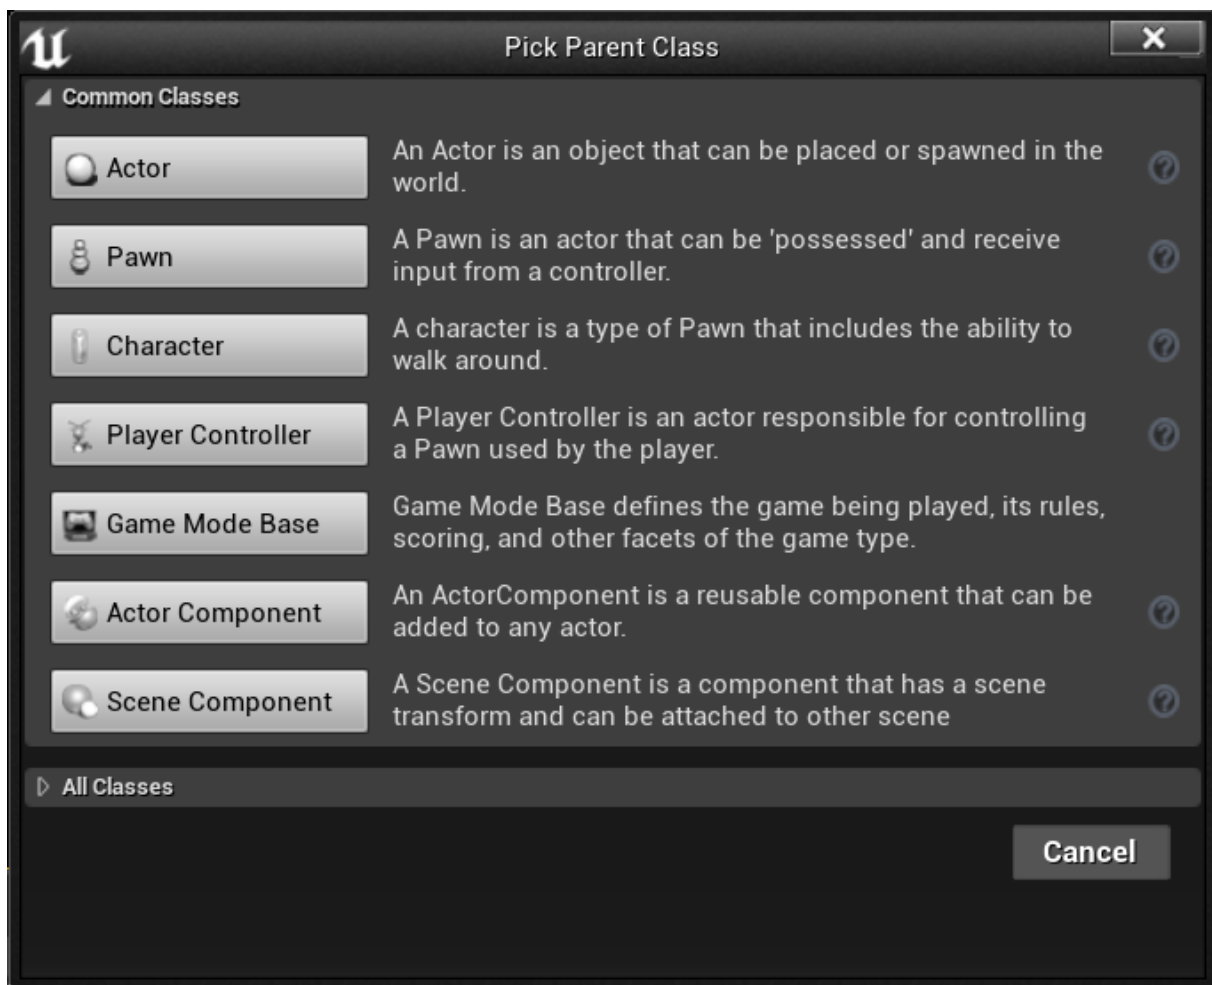 Pick Parent Class
Common Classes
Actor
An Actor is an object that can be placed or spawned in the
world.
Pawn
A Pawn is an actor that can be 'possessed' and receive
input from a controller.
Character
A character is a type of Pawn that includes the ability to
walk around.
Player Controller
A Player Controller is an actor responsible for controlling
a Pawn used by the player.
Game Mode Base
Game Mode Base defines the game being played, its rules,
scoring, and other facets of the game type.
Actor Component
An ActorComponent is a reusable component that can be
added to any actor.
Scene Component
A Scene Component is a component that has a scene
transform and can be attached to other scene
All Classes
Cancel